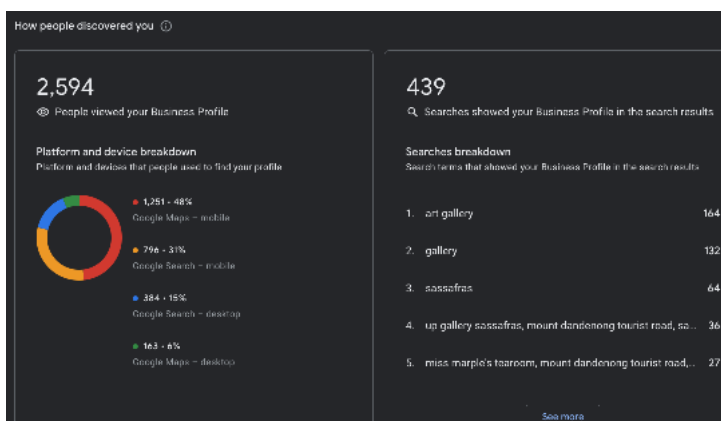 How people discovered you
2,594
People viewed your Business Profile
Platform and device breakdown
Platform and devices that people used to find your profile
1,251 · 48%
Google Maps – mobile
796 · 31%
Google Search – mobile
384 · 15%
Google Search – desktop
163 · 6%
Google Maps – desktop
439
Searches showed your Business Profile in the search results
Searches breakdown
Search terms that showed your Business Profile in the search results
1. art gallery 164
2. gallery 132
3. sassafras 64
4. up gallery sassafras, mount dandenong tourist road, sa... 36
5. miss marple's tearoom, mount dandenong tourist road,... 27
See more